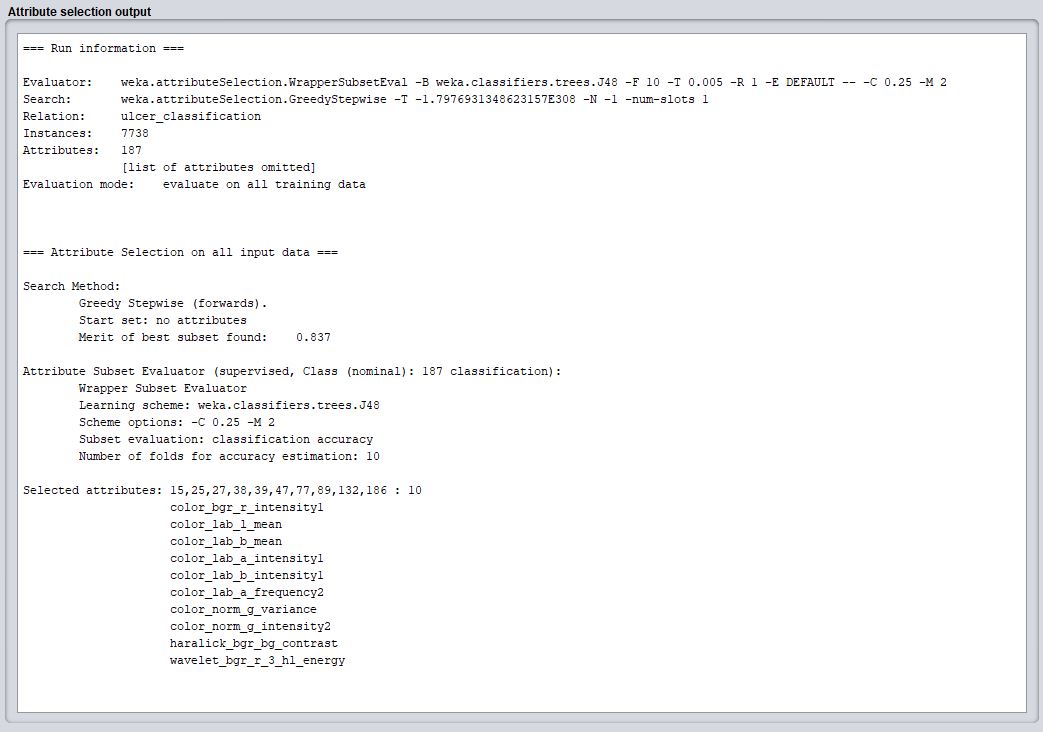 Attribute selection output
=== Run information ===
Evaluator:    weka.attributeSelection.WrapperSubsetEval -B weka.classifiers.trees.J48 -F 10 -T 0.005 -R 1 -E DEFAULT -- -C 0.25 -M 2
Search:       weka.attributeSelection.GreedyStepwise -T -1.7976931348623157E308 -N -1 -num-slots 1
Relation:     ulcer_classification
Instances:    7738
Attributes:   187
[list of attributes omitted]
Evaluation mode:    evaluate on all training data
=== Attribute Selection on all input data ===
Search Method:
Greedy Stepwise (forwards).
Start set: no attributes
Merit of best subset found:    0.837
Attribute Subset Evaluator (supervised, Class (nominal): 187 classification):
Wrapper Subset Evaluator
Learning scheme: weka.classifiers.trees.J48
Scheme options: -C 0.25 -M 2
Subset evaluation: classification accuracy
Number of folds for accuracy estimation: 10
Selected attributes: 15,25,27,38,39,47,77,89,132,186 : 10
color_bgr_r_intensity1
color_lab_l_mean
color_lab_b_mean
color_lab_a_intensity1
color_lab_b_intensity1
color_lab_a_frequency2
color_norm_g_variance
color_norm_g_intensity2
haralick_bgr_bg_contrast
wavelet_bgr_r_3_hl_energy